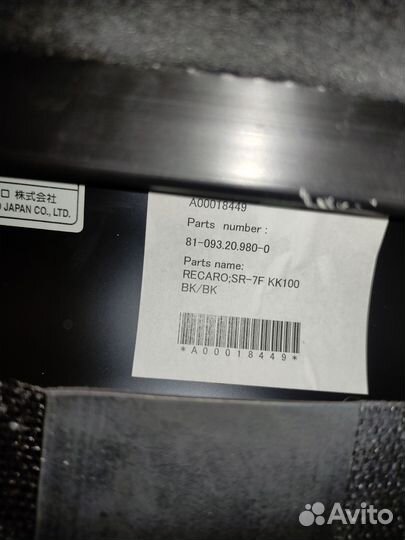 A00018449
Parts number :
81-093.20.980-0
Parts name:
RECARO;SR-7F KK100
BK/BK
*A00018449*
ロ 株式会社
JAPAN CO., LTD.
Avito